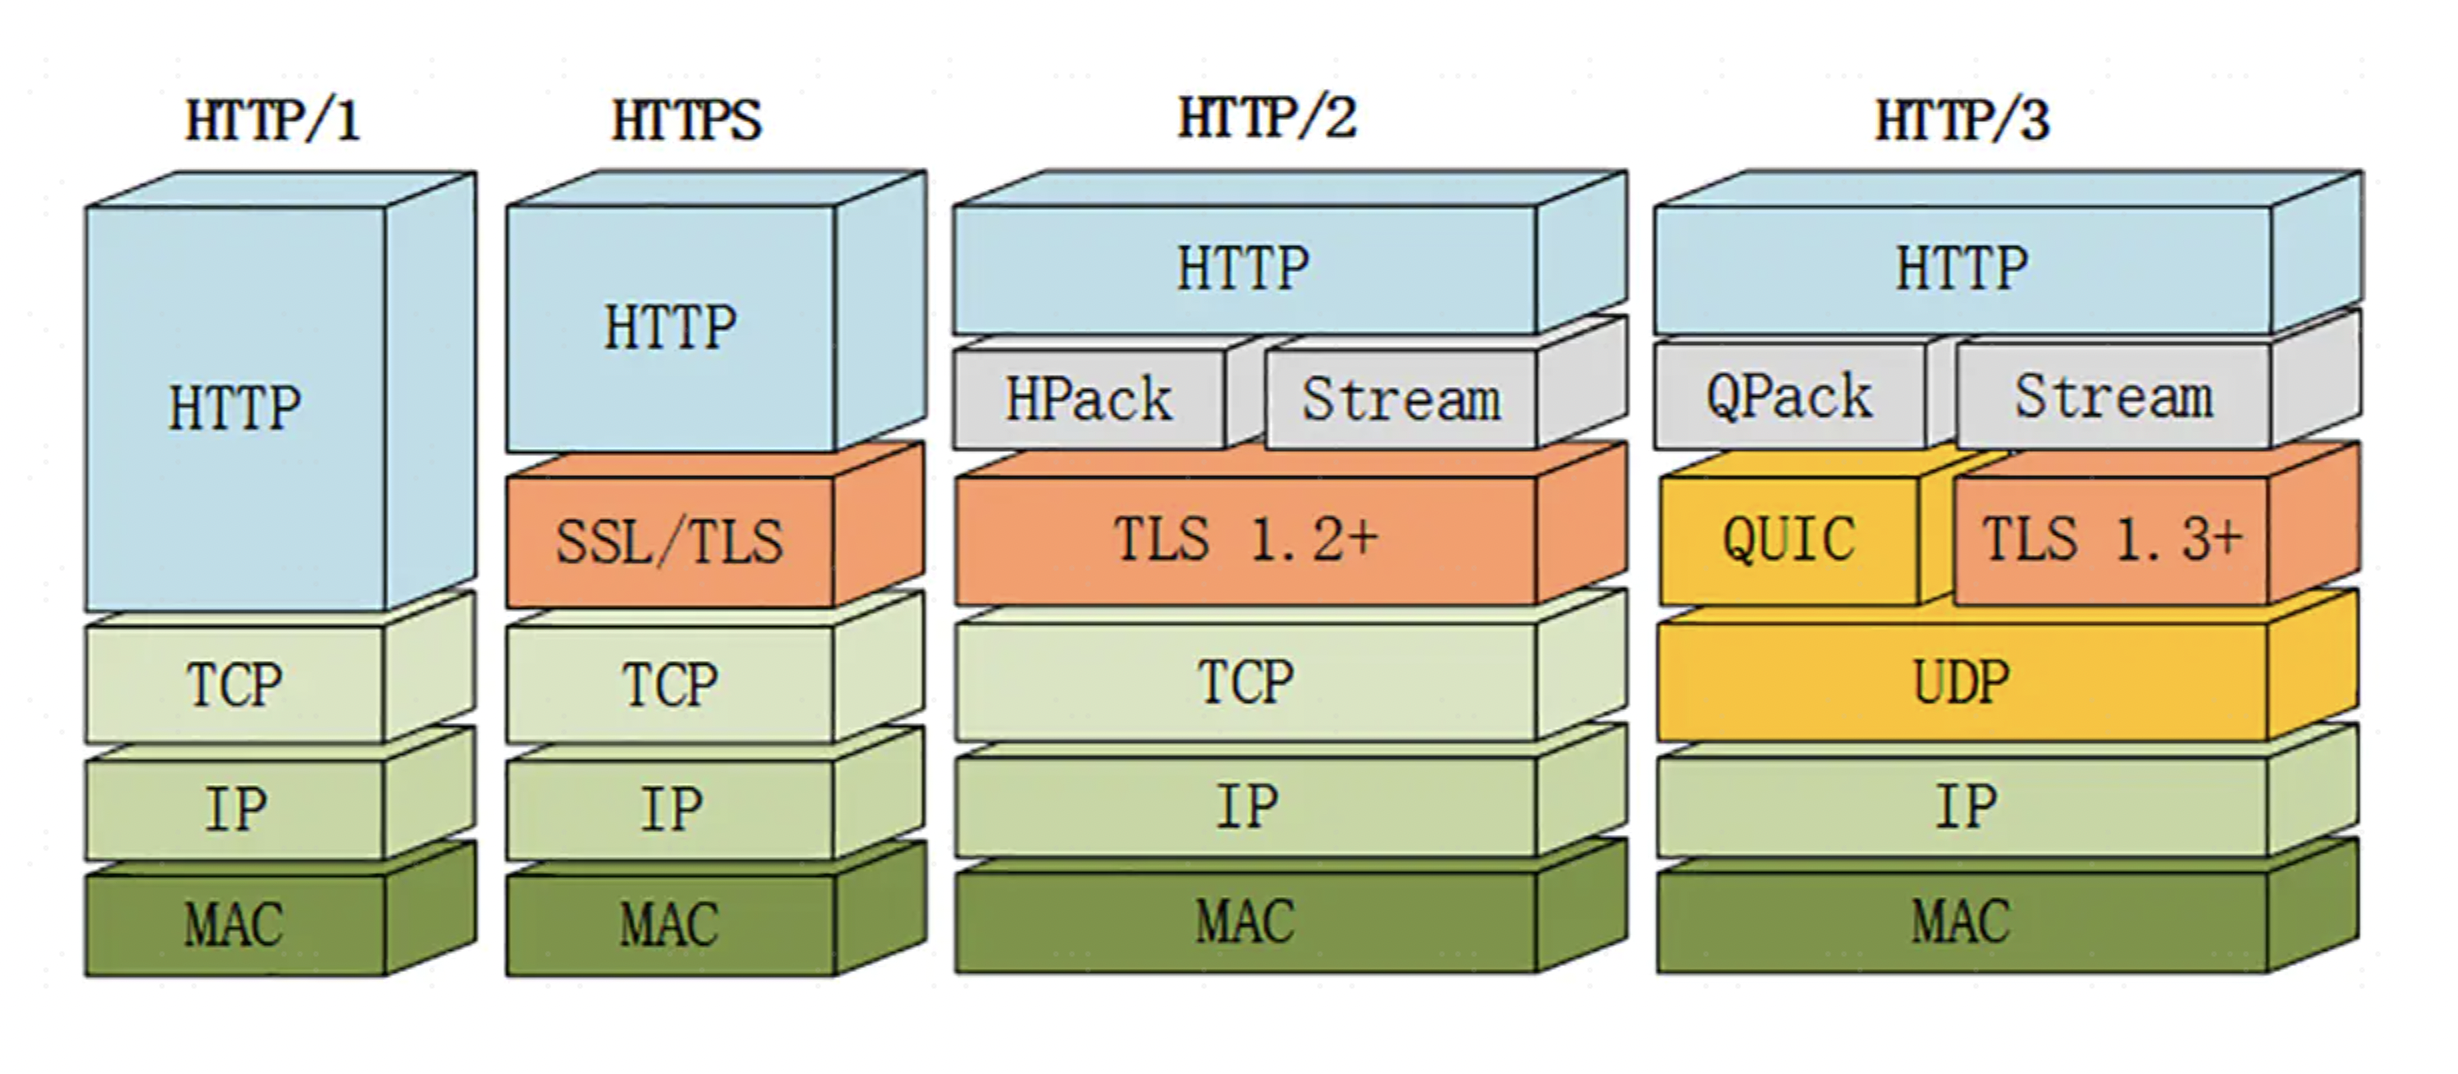 HTTP/1
HTTP
TCP
IP
MAC
HTTPS
HTTP
SSL/TLS
TCP
IP
MAC
HTTP/2
HTTP
HPack
Stream
TLS 1.2+
TCP
IP
MAC
HTTP/3
HTTP
QPack
Stream
QUIC
TLS 1.3+
UDP
IP
MAC